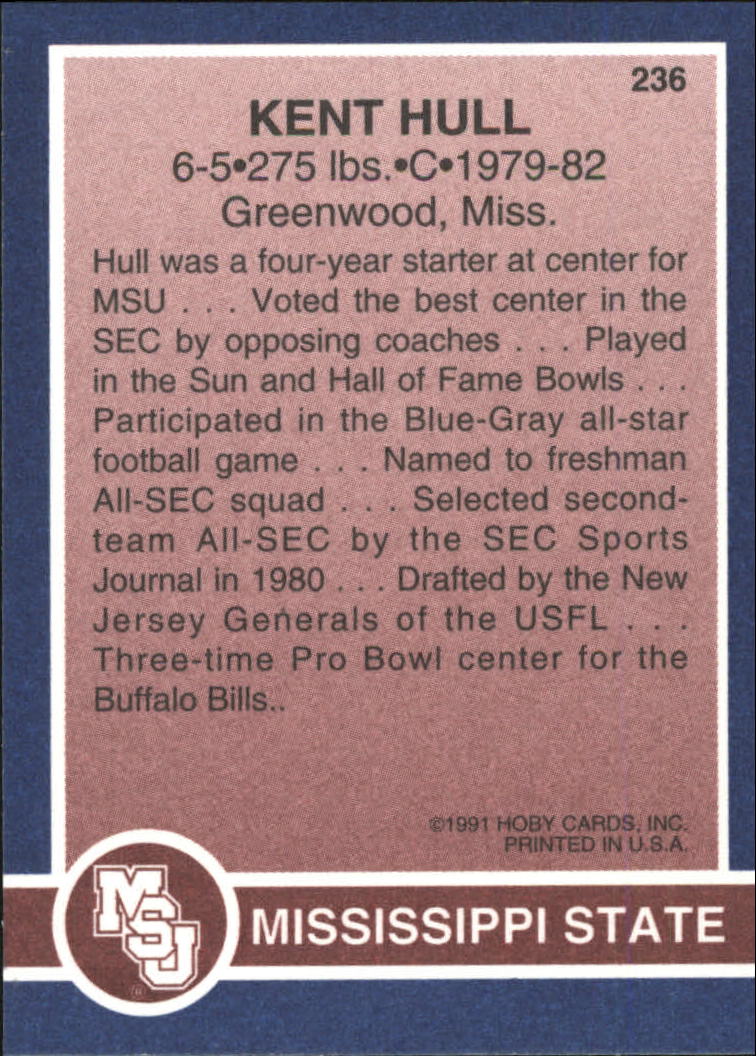 236
KENT HULL
6-5•275 lbs.•C•1979-82
Greenwood, Miss.
Hull was a four-year starter at center for
MSU . . . Voted the best center in the
SEC by opposing coaches . . . Played
in the Sun and Hall of Fame Bowls . . .
Participated in the Blue-Gray all-star
football game . . . Named to freshman
All-SEC squad . . . Selected second-
team All-SEC by the SEC Sports
Journal in 1980 . . . Drafted by the New
Jersey Generals of the USFL . . .
Three-time Pro Bowl center for the
Buffalo Bills..
©1991 HOBY CARDS, INC.
PRINTED IN U.S.A.
MSU
®
MISSISSIPPI STATE